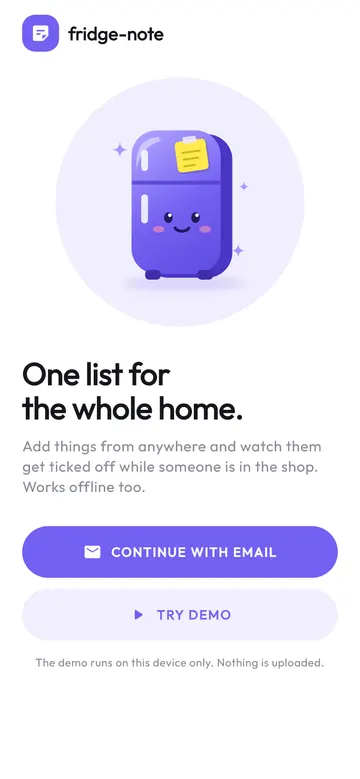 fridge-note
One list for
the whole home.
Add things from anywhere and watch them
get ticked off while someone is in the shop.
Works offline too.
CONTINUE WITH EMAIL
TRY DEMO
The demo runs on this device only. Nothing is uploaded.